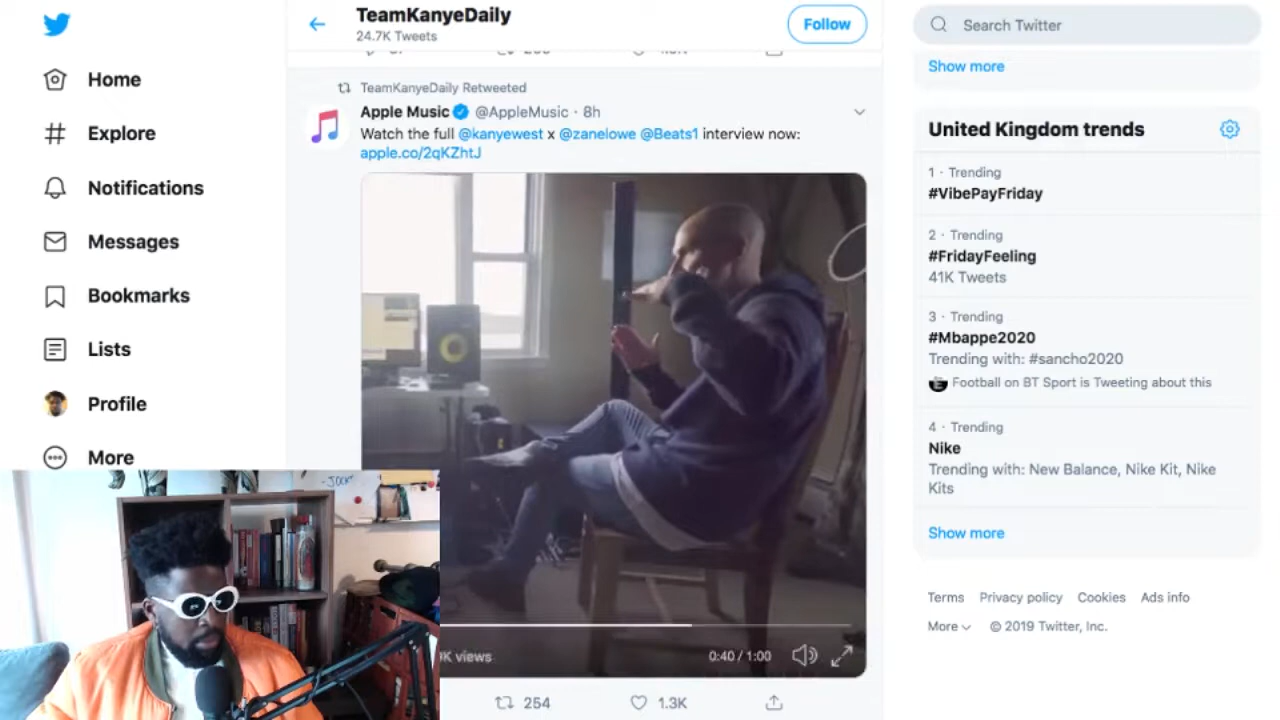 TeamKanyeDaily
24.7K Tweets
Follow
Search Twitter
Home
Explore
Notifications
Messages
Bookmarks
Lists
Profile
More
TeamKanyeDaily Retweeted
Apple Music @AppleMusic · 8h
Watch the full @kanyewest x @zanelowe @Beats1 interview now:
apple.co/2qKZhtJ
K views
0:40 / 1:00
254
1.3K
Show more
United Kingdom trends
1 · Trending
#VibePayFriday
2 · Trending
#FridayFeeling
41K Tweets
3 · Trending
#Mbappe2020
Trending with: #sancho2020
Football on BT Sport is Tweeting about this
4 · Trending
Nike
Trending with: New Balance, Nike Kit, Nike
Kits
Show more
Terms Privacy policy Cookies Ads info
More © 2019 Twitter, Inc.